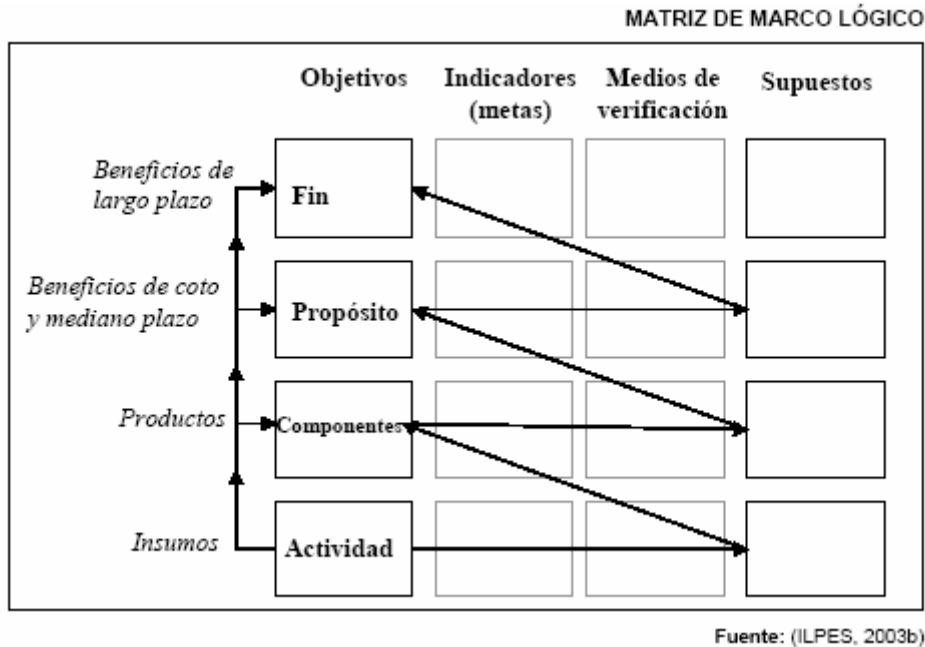 MATRIZ DE MARCO LÓGICO
Objetivos
Indicadores
(metas)
Medios de
verificación
Supuestos
Beneficios de
largo plazo
Fin
Beneficios de coto
y mediano plazo
Propósito
Productos
Componentes
Insumos
Actividad
Fuente: (ILPES, 2003b)